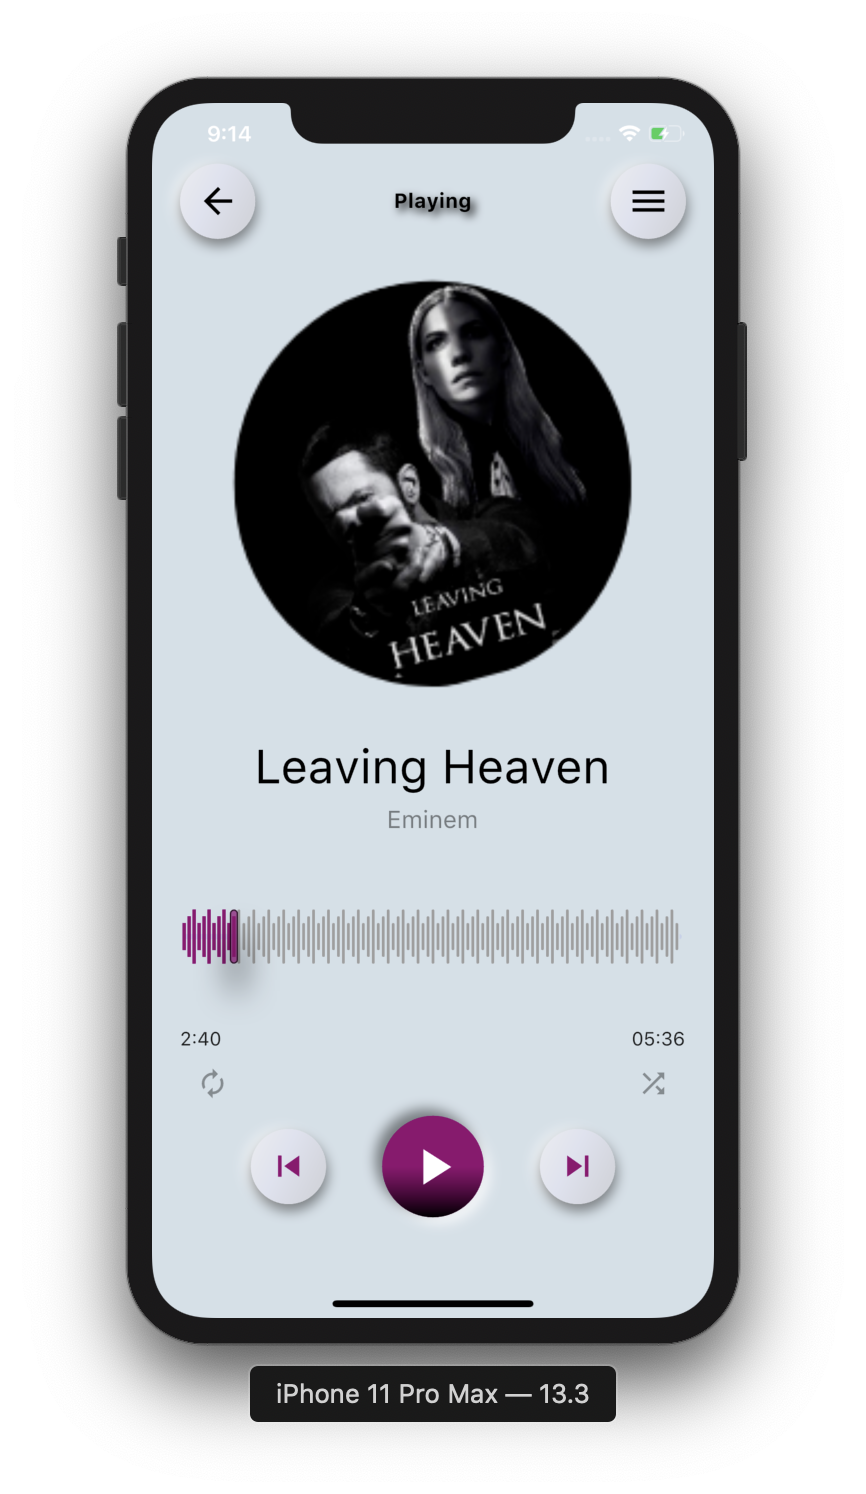 9:14
Playing
LEAVING
HEAVEN
Leaving Heaven
Eminem
2:40 05:36
iPhone 11 Pro Max — 13.3